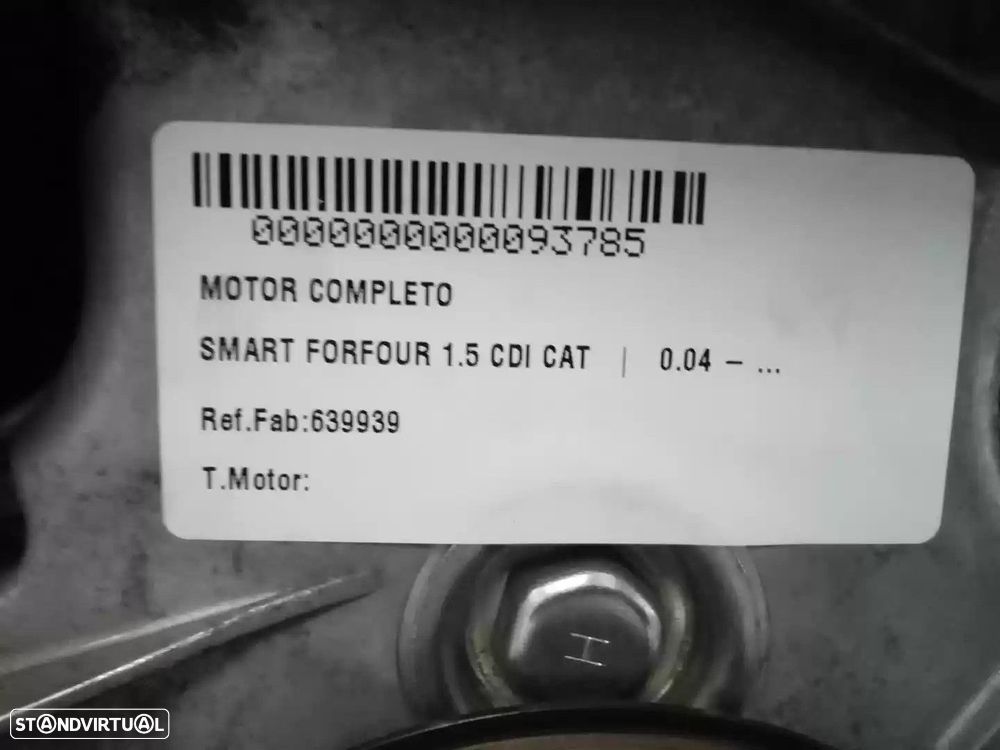 0000000000093785
MOTOR COMPLETO
SMART FORFOUR 1.5 CDI CAT | 0.04 – ...
Ref.Fab:639939
T.Motor:
H
STANDVIRTUAL